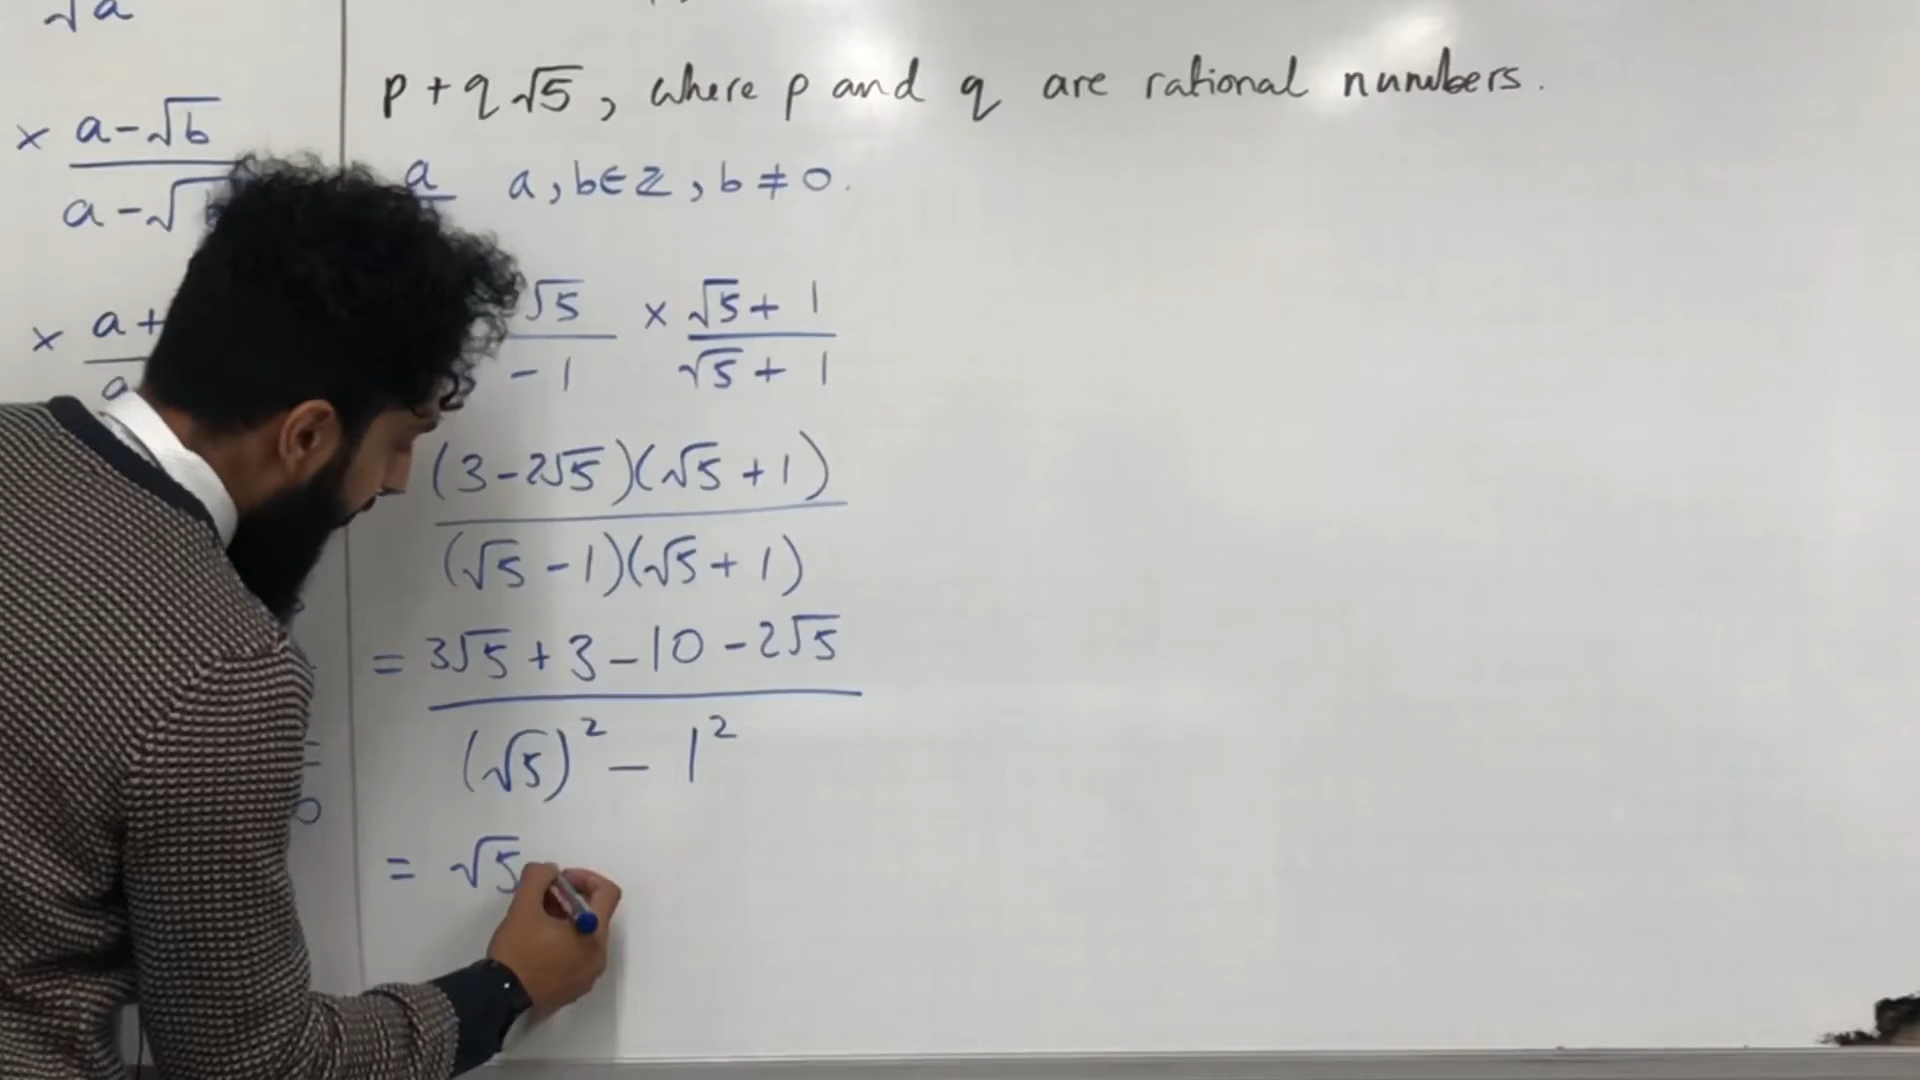 √a
× a-√b
a-√
p + q√5, where p and q are rational numbers.
a a, b∈Z, b ≠ 0.
× a+
a
√5 × √5 + 1
- 1 √5 + 1
(3-2√5)(√5+1)
(√5-1)(√5+1)
= 3√5+3-10-2√5
(√5)² - 1²
= √5